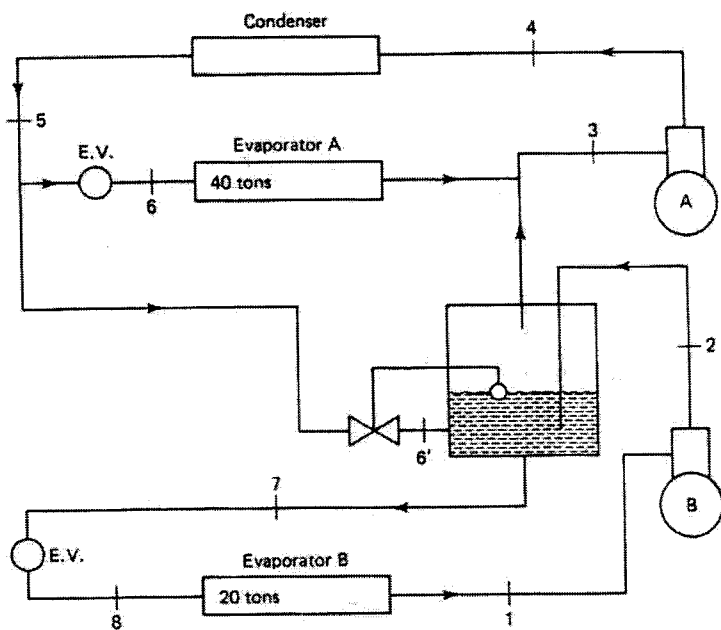 Condenser
4
5
E.V.
Evaporator A
3
40 tons
6
A
2
6'
7
B
E.V.
Evaporator B
20 tons
8
1